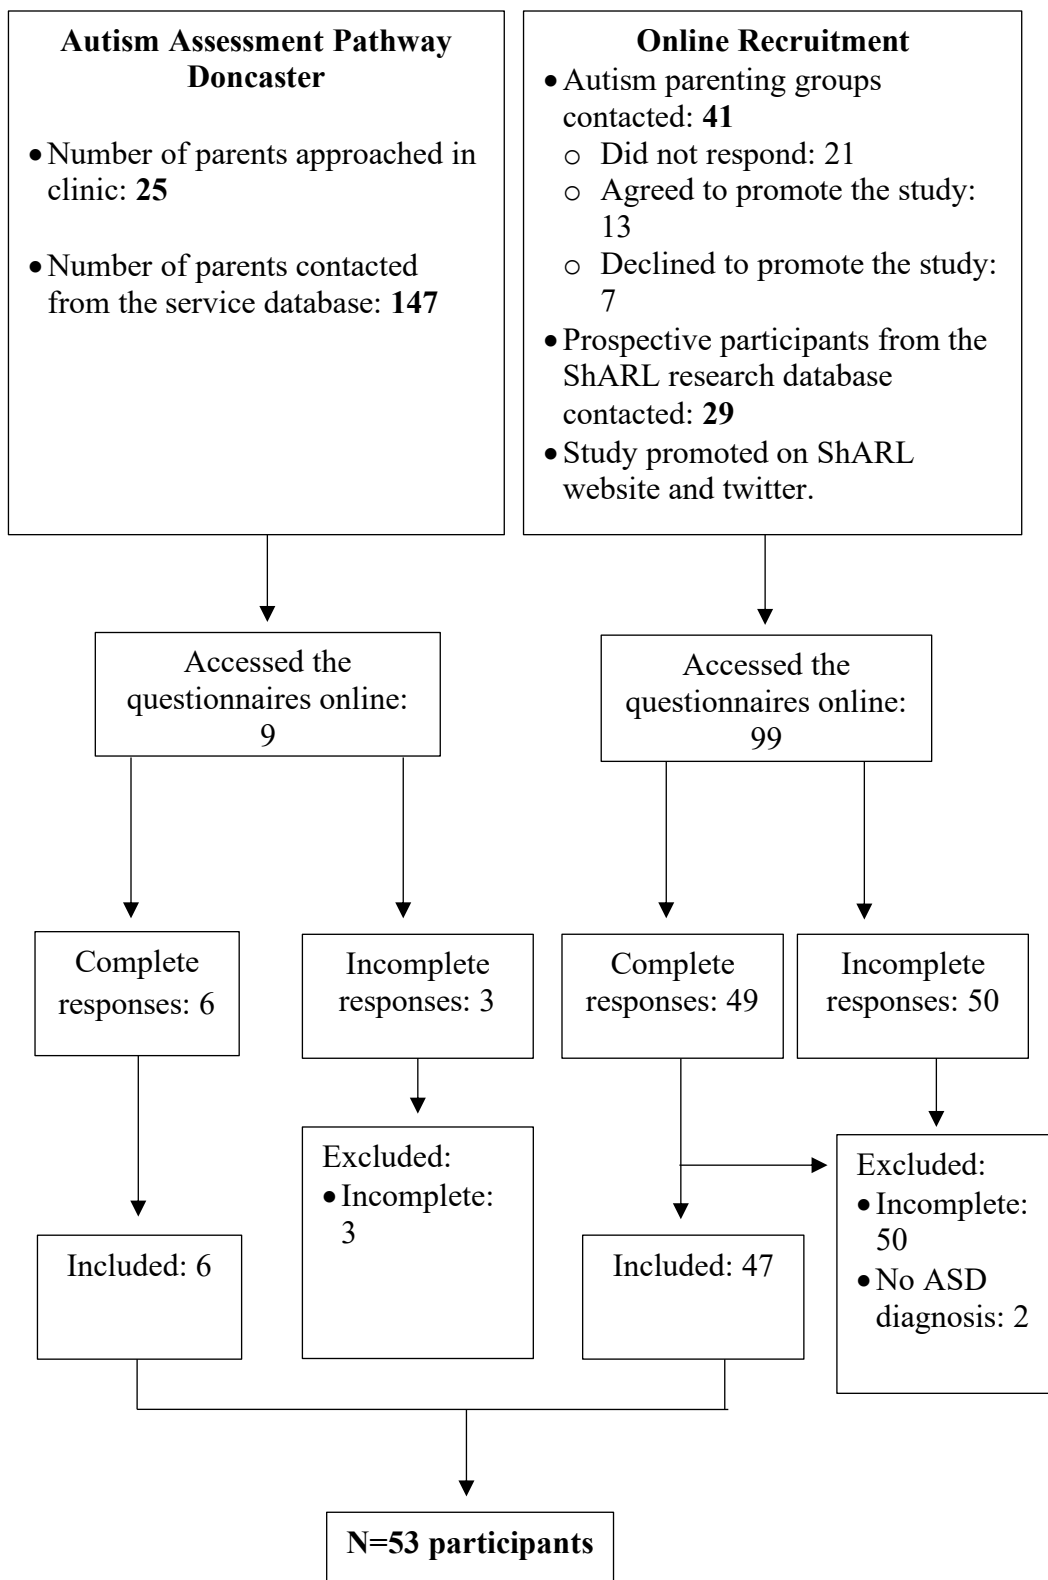 Autism Assessment Pathway
Doncaster
• Number of parents approached in
clinic: 25
• Number of parents contacted
from the service database: 147
Online Recruitment
• Autism parenting groups
contacted: 41
o Did not respond: 21
o Agreed to promote the study:
13
o Declined to promote the study:
7
• Prospective participants from the
ShARL research database
contacted: 29
• Study promoted on ShARL
website and twitter.
Accessed the
questionnaires online:
9
Accessed the
questionnaires online:
99
Complete
responses: 6
Incomplete
responses: 3
Complete
responses: 49
Incomplete
responses: 50
Excluded:
• Incomplete:
3
Excluded:
• Incomplete:
50
• No ASD
diagnosis: 2
Included: 6
Included: 47
N=53 participants